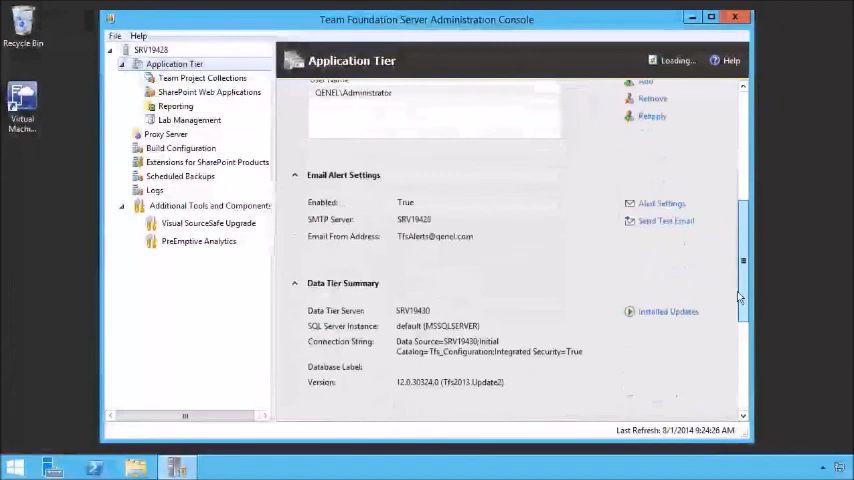 Recycle Bin
Virtual
Machi...
Team Foundation Server Administration Console
File Help
SRV19428
Application Tier
Team Project Collections
SharePoint Web Applications
Reporting
Lab Management
Proxy Server
Build Configuration
Extensions for SharePoint Products
Scheduled Backups
Logs
Additional Tools and Components
Visual SourceSafe Upgrade
PreEmptive Analytics
Application Tier
Loading...
Help
User Name
QENEL\Administrator
Add
Remove
Reapply
Email Alert Settings
Enabled: True
SMTP Server: SRV19428
Email From Address: TfsAlerts@qenel.com
Alert Settings
Send Test Email
Data Tier Summary
Data Tier Server: SRV19430
SQL Server Instance: default (MSSQLSERVER)
Connection String: Data Source=SRV19430;Initial
Catalog=Tfs_Configuration;Integrated Security=True
Database Label:
Version: 12.0.30324.0 (Tfs2013.Update2)
Installed Updates
Last Refresh: 8/1/2014 9:24:26 AM